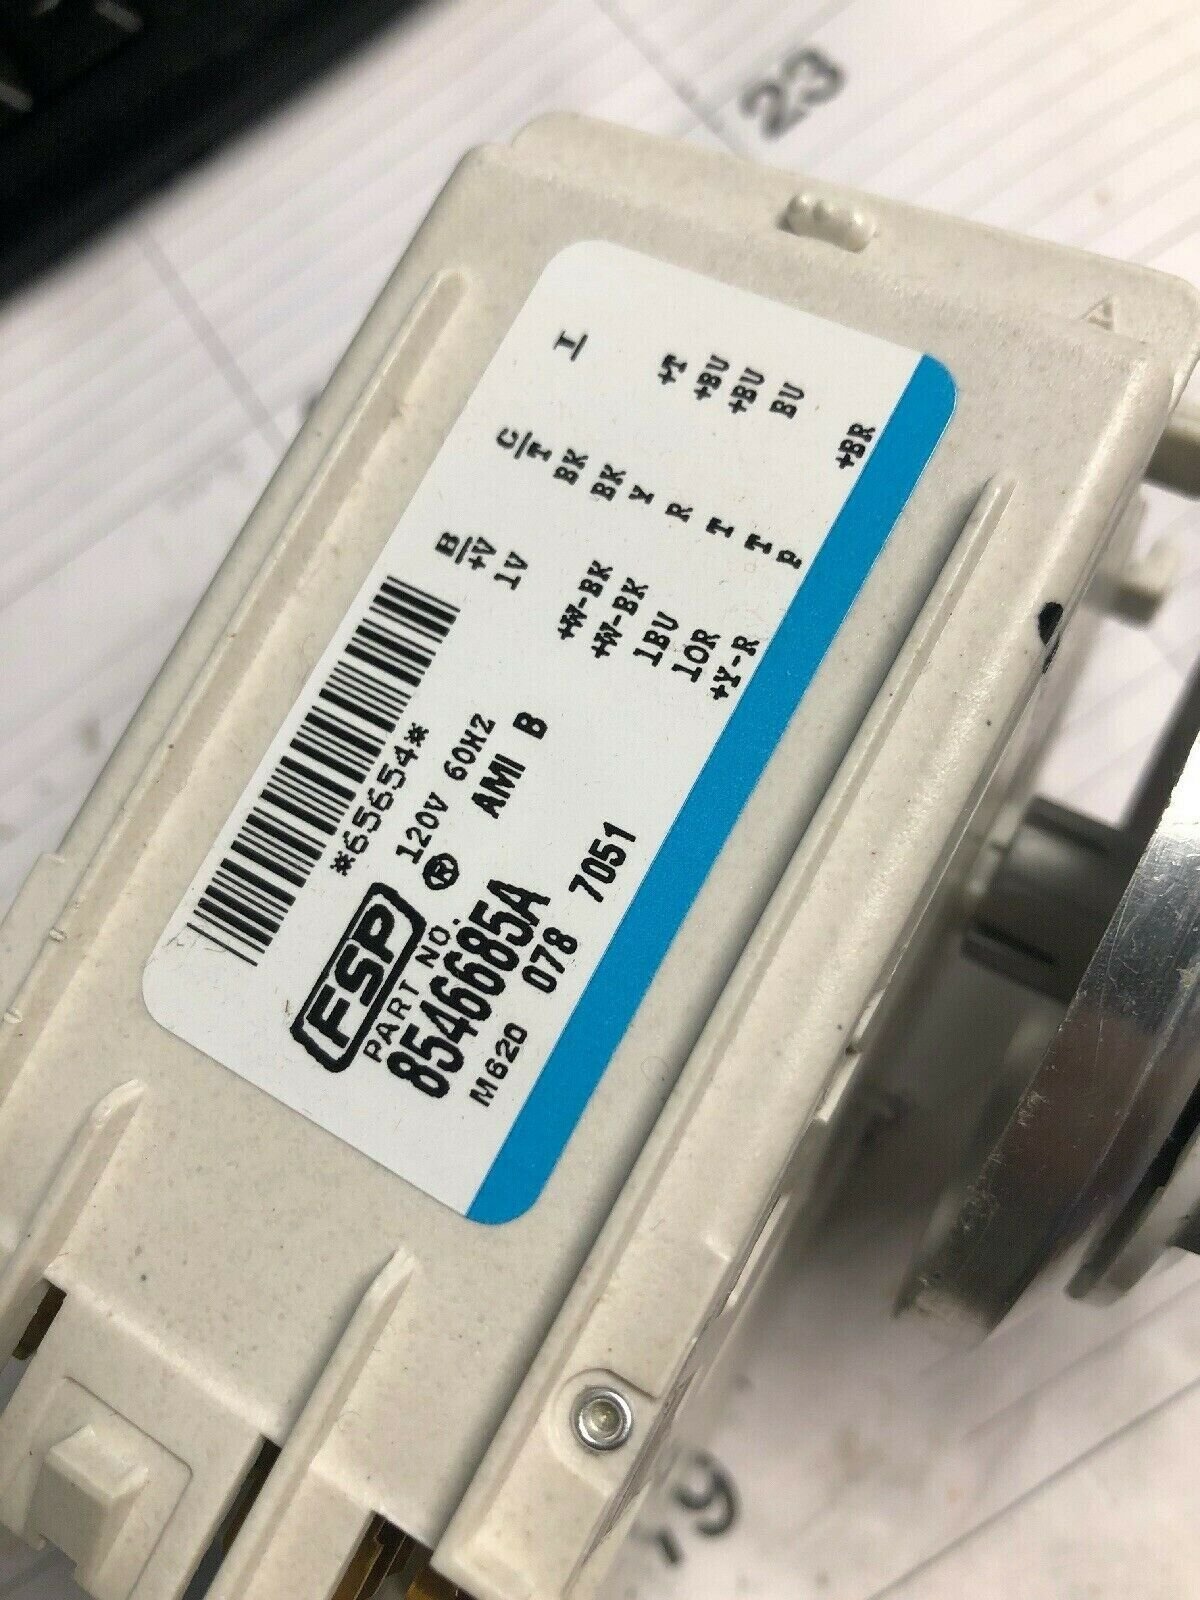 23
A
*65654*
FSP
120V 60HZ
PART NO.
AMI B
8546685A
M620 078 7051
B C I
+V T
1V BK
BK
+W-BK Y +T
+W-BK R +BU
1BU T +BU
1OR T BU
+Y-R P
+BR
19